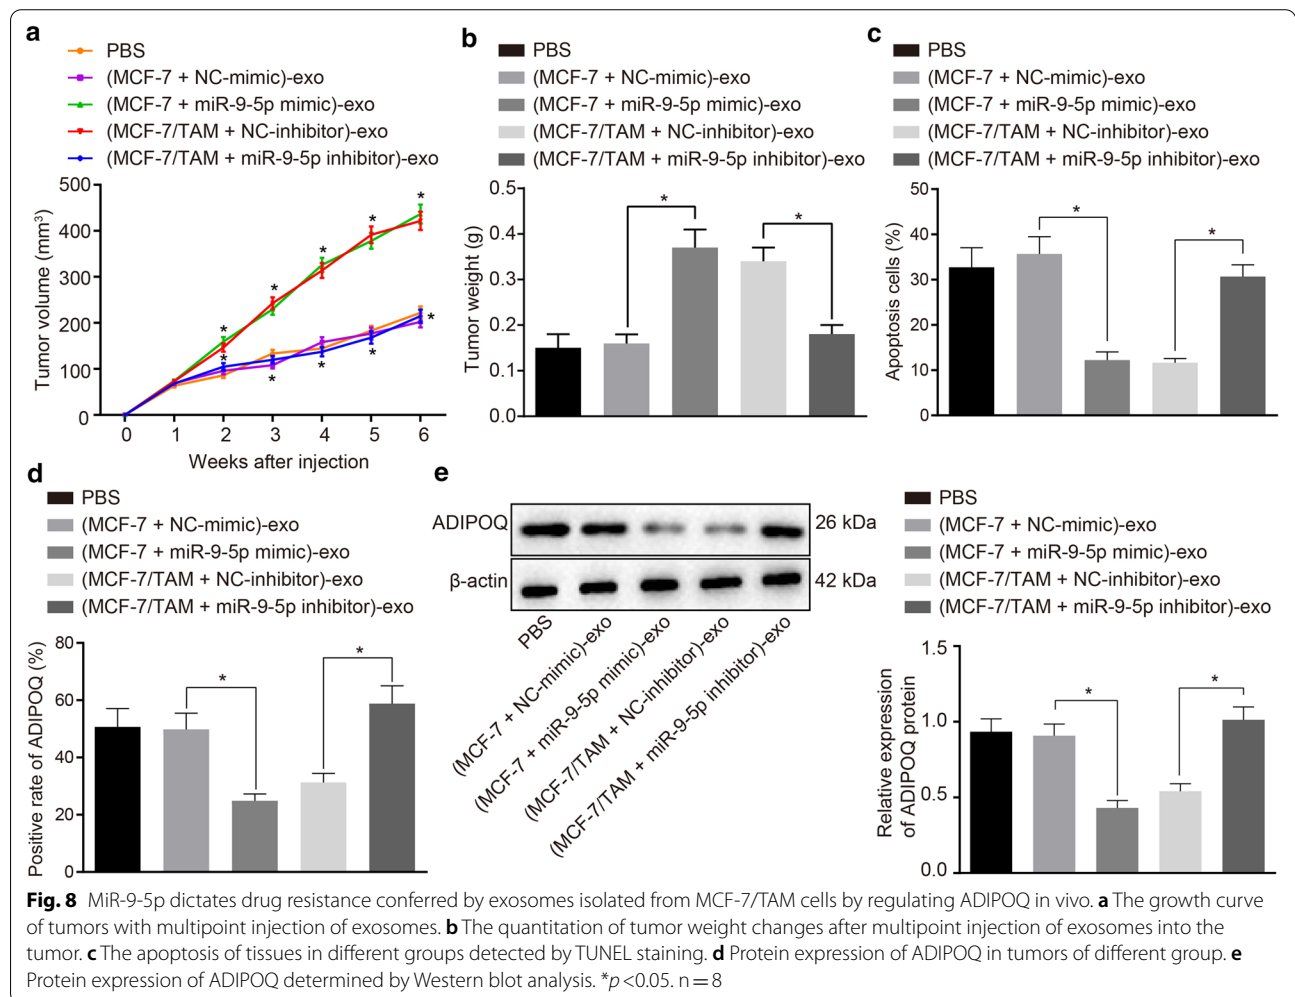 a
PBS
(MCF-7 + NC-mimic)-exo
(MCF-7 + miR-9-5p mimic)-exo
(MCF-7/TAM + NC-inhibitor)-exo
(MCF-7/TAM + miR-9-5p inhibitor)-exo
Tumor volume (mm³)
500
400
300
200
100
0
* * * * *
* * * * *
0 1 2 3 4 5 6
Weeks after injection
b
PBS
(MCF-7 + NC-mimic)-exo
(MCF-7 + miR-9-5p mimic)-exo
(MCF-7/TAM + NC-inhibitor)-exo
(MCF-7/TAM + miR-9-5p inhibitor)-exo
Tumor weight (g)
0.5
0.4
0.3
0.2
0.1
0.0
* *
c
PBS
(MCF-7 + NC-mimic)-exo
(MCF-7 + miR-9-5p mimic)-exo
(MCF-7/TAM + NC-inhibitor)-exo
(MCF-7/TAM + miR-9-5p inhibitor)-exo
Apoptosis cells (%)
50
40
30
20
10
0
* *
d
PBS
(MCF-7 + NC-mimic)-exo
(MCF-7 + miR-9-5p mimic)-exo
(MCF-7/TAM + NC-inhibitor)-exo
(MCF-7/TAM + miR-9-5p inhibitor)-exo
Positive rate of ADIPOQ (%)
80
60
40
20
0
* *
e
ADIPOQ 26 kDa
β-actin 42 kDa
PBS
(MCF-7 + NC-mimic)-exo
(MCF-7 + miR-9-5p mimic)-exo
(MCF-7/TAM + NC-inhibitor)-exo
(MCF-7/TAM + miR-9-5p inhibitor)-exo
PBS
(MCF-7 + NC-mimic)-exo
(MCF-7 + miR-9-5p mimic)-exo
(MCF-7/TAM + NC-inhibitor)-exo
(MCF-7/TAM + miR-9-5p inhibitor)-exo
Relative expression
of ADIPOQ protein
1.5
1.0
0.5
0.0
* *
Fig. 8 MiR-9-5p dictates drug resistance conferred by exosomes isolated from MCF-7/TAM cells by regulating ADIPOQ in vivo. a The growth curve
of tumors with multipoint injection of exosomes. b The quantitation of tumor weight changes after multipoint injection of exosomes into the
tumor. c The apoptosis of tissues in different groups detected by TUNEL staining. d Protein expression of ADIPOQ in tumors of different group. e
Protein expression of ADIPOQ determined by Western blot analysis. *p < 0.05. n = 8